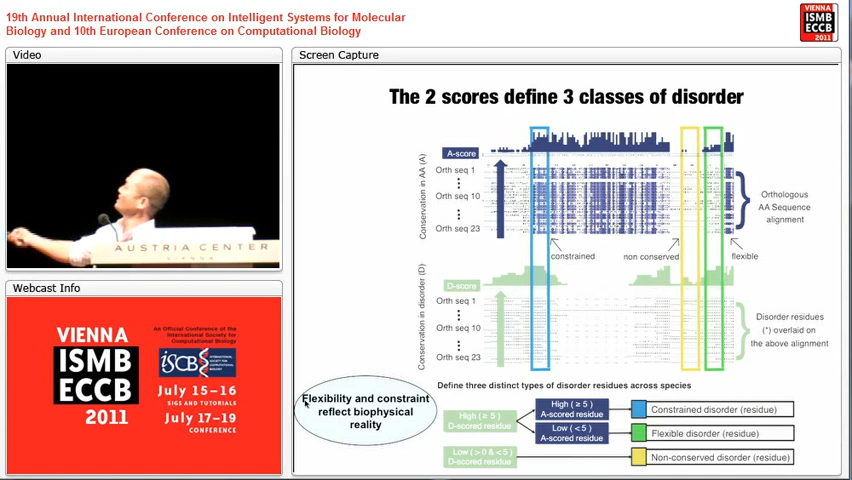 19th Annual International Conference on Intelligent Systems for Molecular
Biology and 10th European Conference on Computational Biology
VIENNA
ISMB
ECCB
2011
Video
AUSTRIA CENTER
VIENNA
Webcast Info
VIENNA
ISMB
ECCB
2011
An Official Conference of the
International Society for
Computational Biology
ISCB
INTERNATIONAL
SOCIETY FOR
COMPUTATIONAL
BIOLOGY
July 15–16
SIGS AND TUTORIALS
July 17–19
CONFERENCE
Screen Capture
The 2 scores define 3 classes of disorder
Conservation in AA (A)
A-score
Orth seq 1
Orth seq 10
Orth seq 23
Orthologous
AA Sequence
alignment
constrained
non conserved
flexible
Conservation in disorder (D)
D-score
Orth seq 1
Orth seq 10
Orth seq 23
Disorder residues
(*) overlaid on
the above alignment
Define three distinct types of disorder residues across species
Flexibility and constraint
reflect biophysical
reality
High (≥ 5)
D-scored residue
High (≥ 5)
A-scored residue
Constrained disorder (residue)
Low (<5)
A-scored residue
Flexible disorder (residue)
Low (>0 & <5)
D-scored residue
Non-conserved disorder (residue)